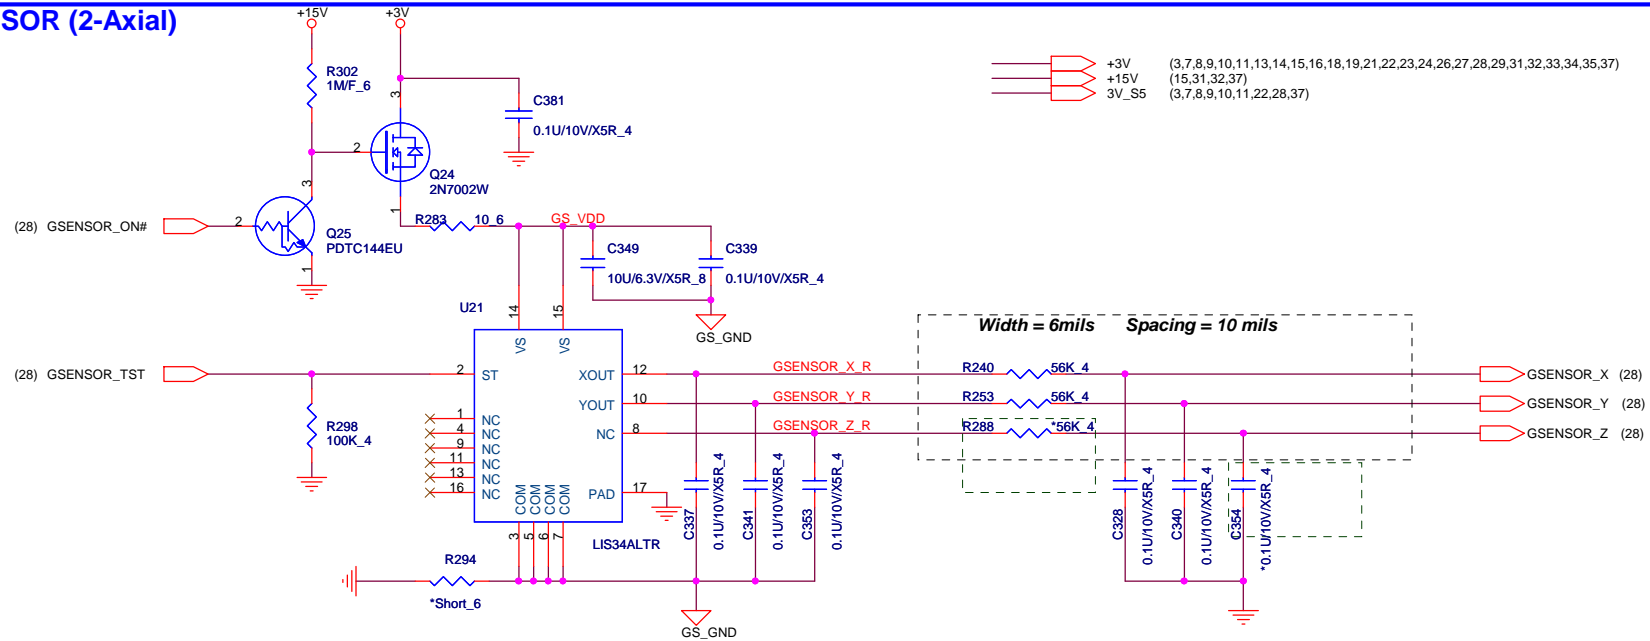 SOR (2-Axial)
+15V
+3V
R302
1M/F_6
3
C381
0.1U/10V/X5R_4
2
Q24
2N7002W
1
+3V (3,7,8,9,10,11,13,14,15,16,18,19,21,22,23,24,26,27,28,29,31,32,33,34,35,37)
+15V (15,31,32,37)
3V_S5 (3,7,8,9,10,11,22,28,37)
(28) GSENSOR_ON#
2
3
Q25
PDTC144EU
1
R283 10_6
GS_VDD
C349
10U/6.3V/X5R_8
C339
0.1U/10V/X5R_4
GS_GND
U21
14
15
VS
VS
(28) GSENSOR_TST
2 ST
R298
100K_4
1 NC
4 NC
9 NC
11 NC
13 NC
16 NC
XOUT 12
YOUT 10
NC 8
PAD 17
COM
COM
COM
COM
3
5
6
7
LIS34ALTR
R294
*Short_6
GSENSOR_X_R
GSENSOR_Y_R
GSENSOR_Z_R
C337
0.1U/10V/X5R_4
C341
0.1U/10V/X5R_4
C353
0.1U/10V/X5R_4
GS_GND
Width = 6mils Spacing = 10 mils
R240 56K_4
R253 56K_4
R288 *56K_4
C328
0.1U/10V/X5R_4
C340
0.1U/10V/X5R_4
C354
*0.1U/10V/X5R_4
GSENSOR_X (28)
GSENSOR_Y (28)
GSENSOR_Z (28)